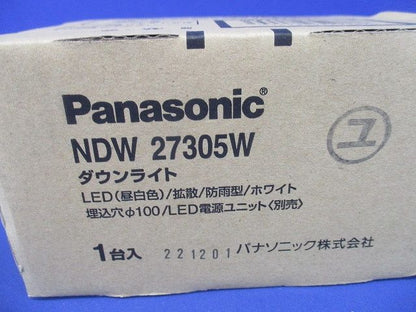 Panasonic®
NDW 27305W
ダウンライト
LED(昼白色)/拡散/防雨型/ホワイト
埋込穴φ100/LED電源ユニット〈別売〉
1台入 221201 パナソニック株式会社
ユ